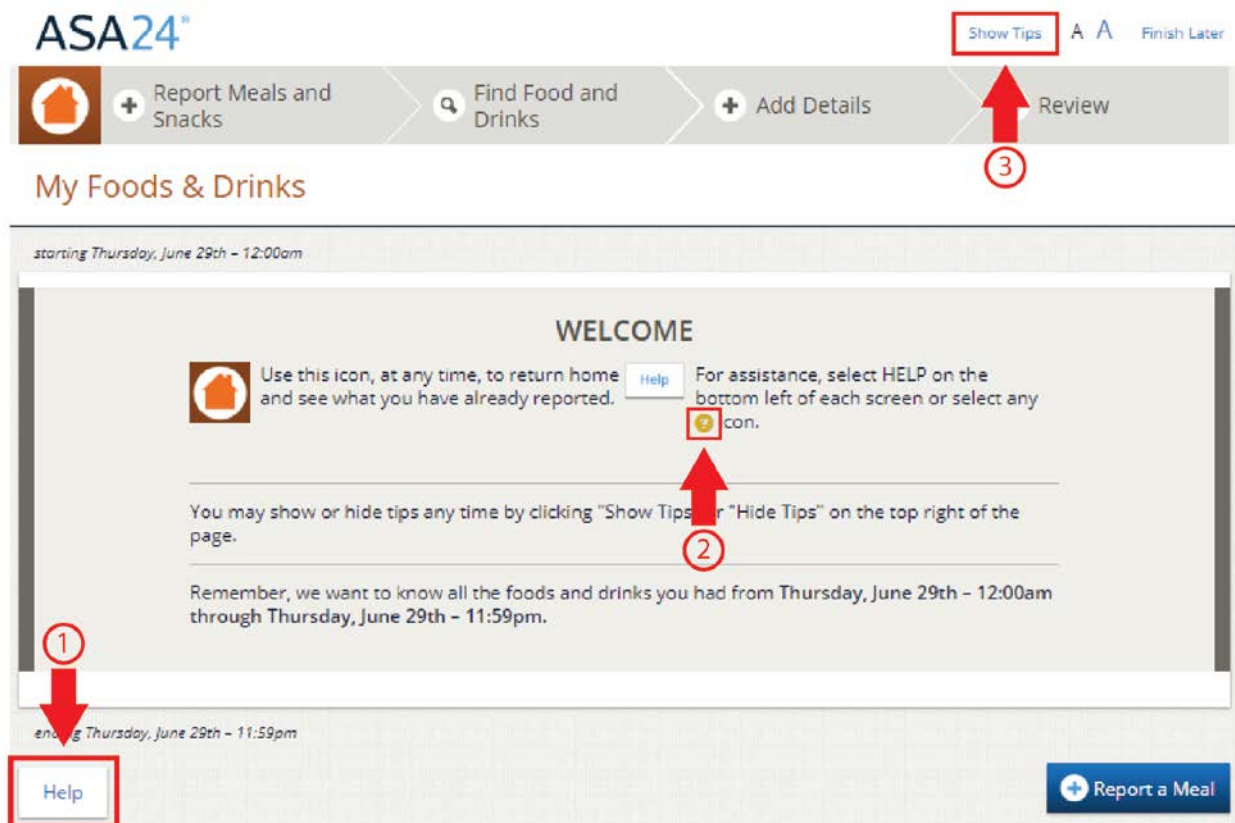 ASA24®
Show Tips A A Finish Later
Report Meals and
Snacks
Find Food and
Drinks
Add Details
Review
3
My Foods & Drinks
starting Thursday, June 29th – 12:00am
WELCOME
Use this icon, at any time, to return home
and see what you have already reported.
Help
For assistance, select HELP on the
bottom left of each screen or select any
? icon.
You may show or hide tips any time by clicking "Show Tips" or "Hide Tips" on the top right of the
page.
2
Remember, we want to know all the foods and drinks you had from Thursday, June 29th – 12:00am
through Thursday, June 29th – 11:59pm.
1
ending Thursday, June 29th – 11:59pm
Help
Report a Meal